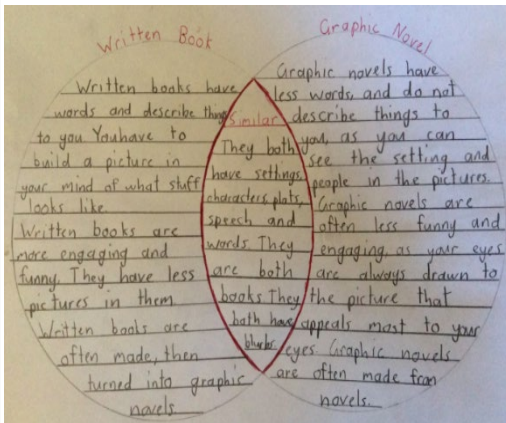 Written Book
Written books have
words and describe things
to you. You have to
build a picture in
your mind of what stuff
looks like.
Written books are
more engaging and
funny. They have less
pictures in them
Written books are
often made, then
turned into graphic
novels.
Similar
They both
have settings,
characters, plots,
speech and
words. They
are both
books They
both have
blurbs
Graphic Novel
Graphic novels have
less words, and do not
describe things to
you, as you can
see the setting and
people in the pictures.
Graphic novels are
often less funny and
engaging, as your eyes
are always drawn to
the picture that
appeals most to your
eyes. Graphic novels
are often made from
novels.